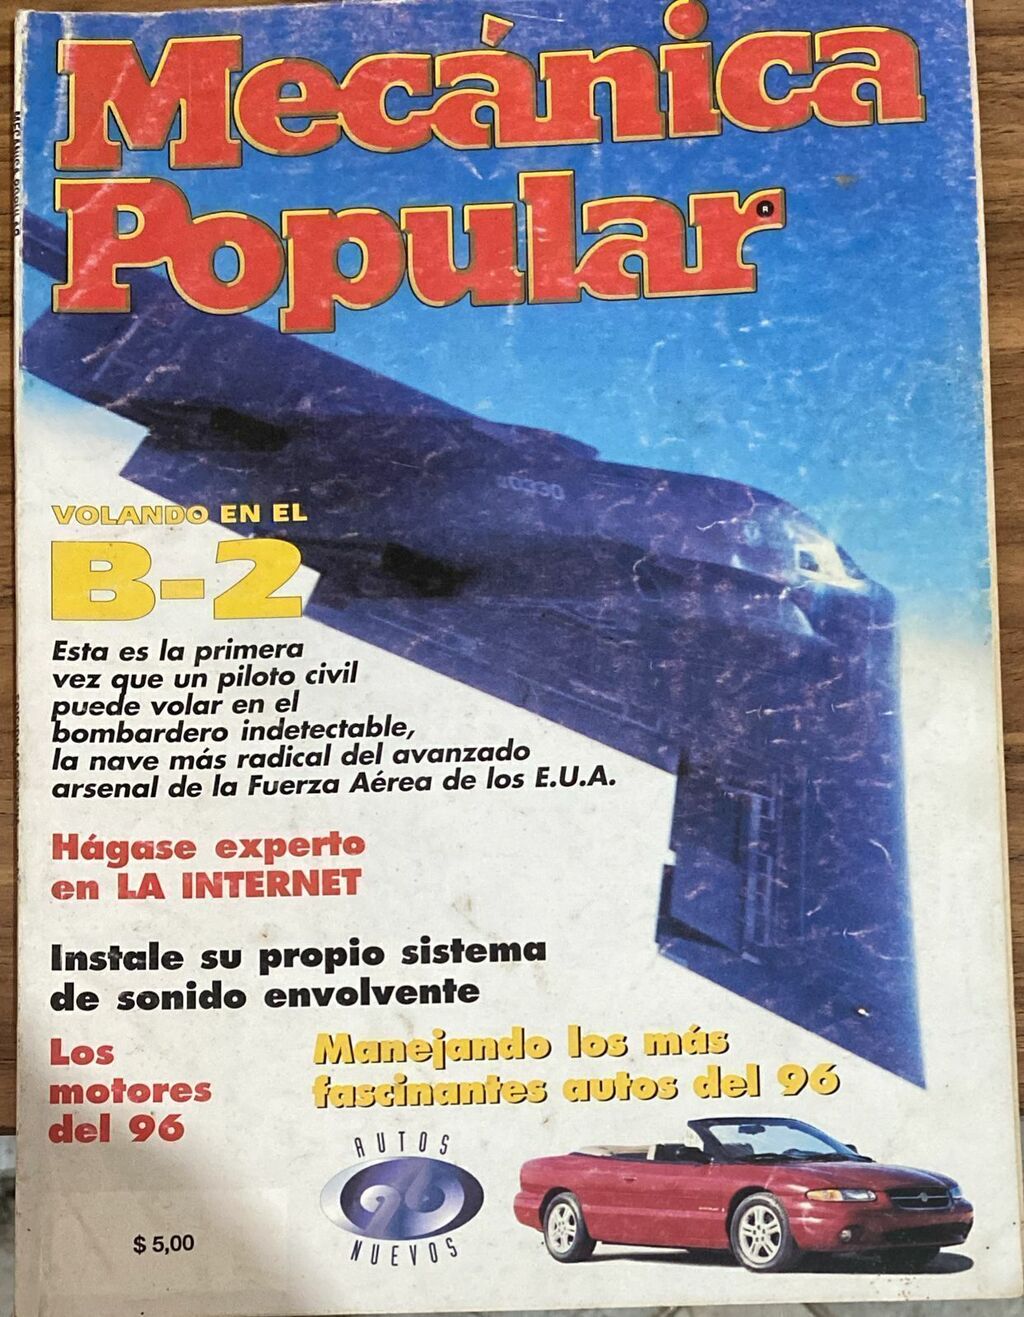 Mecánica
Popular
VOLANDO EN EL
B-2
Esta es la primera
vez que un piloto civil
puede volar en el
bombardero indetectable,
la nave más radical del avanzado
arsenal de la Fuerza Aérea de los E.U.A.
Hágase experto
en LA INTERNET
Instale su propio sistema
de sonido envolvente
Los
motores
del 96
Manejando los más
fascinantes autos del 96
AUTOS
96
NUEVOS
$ 5,00